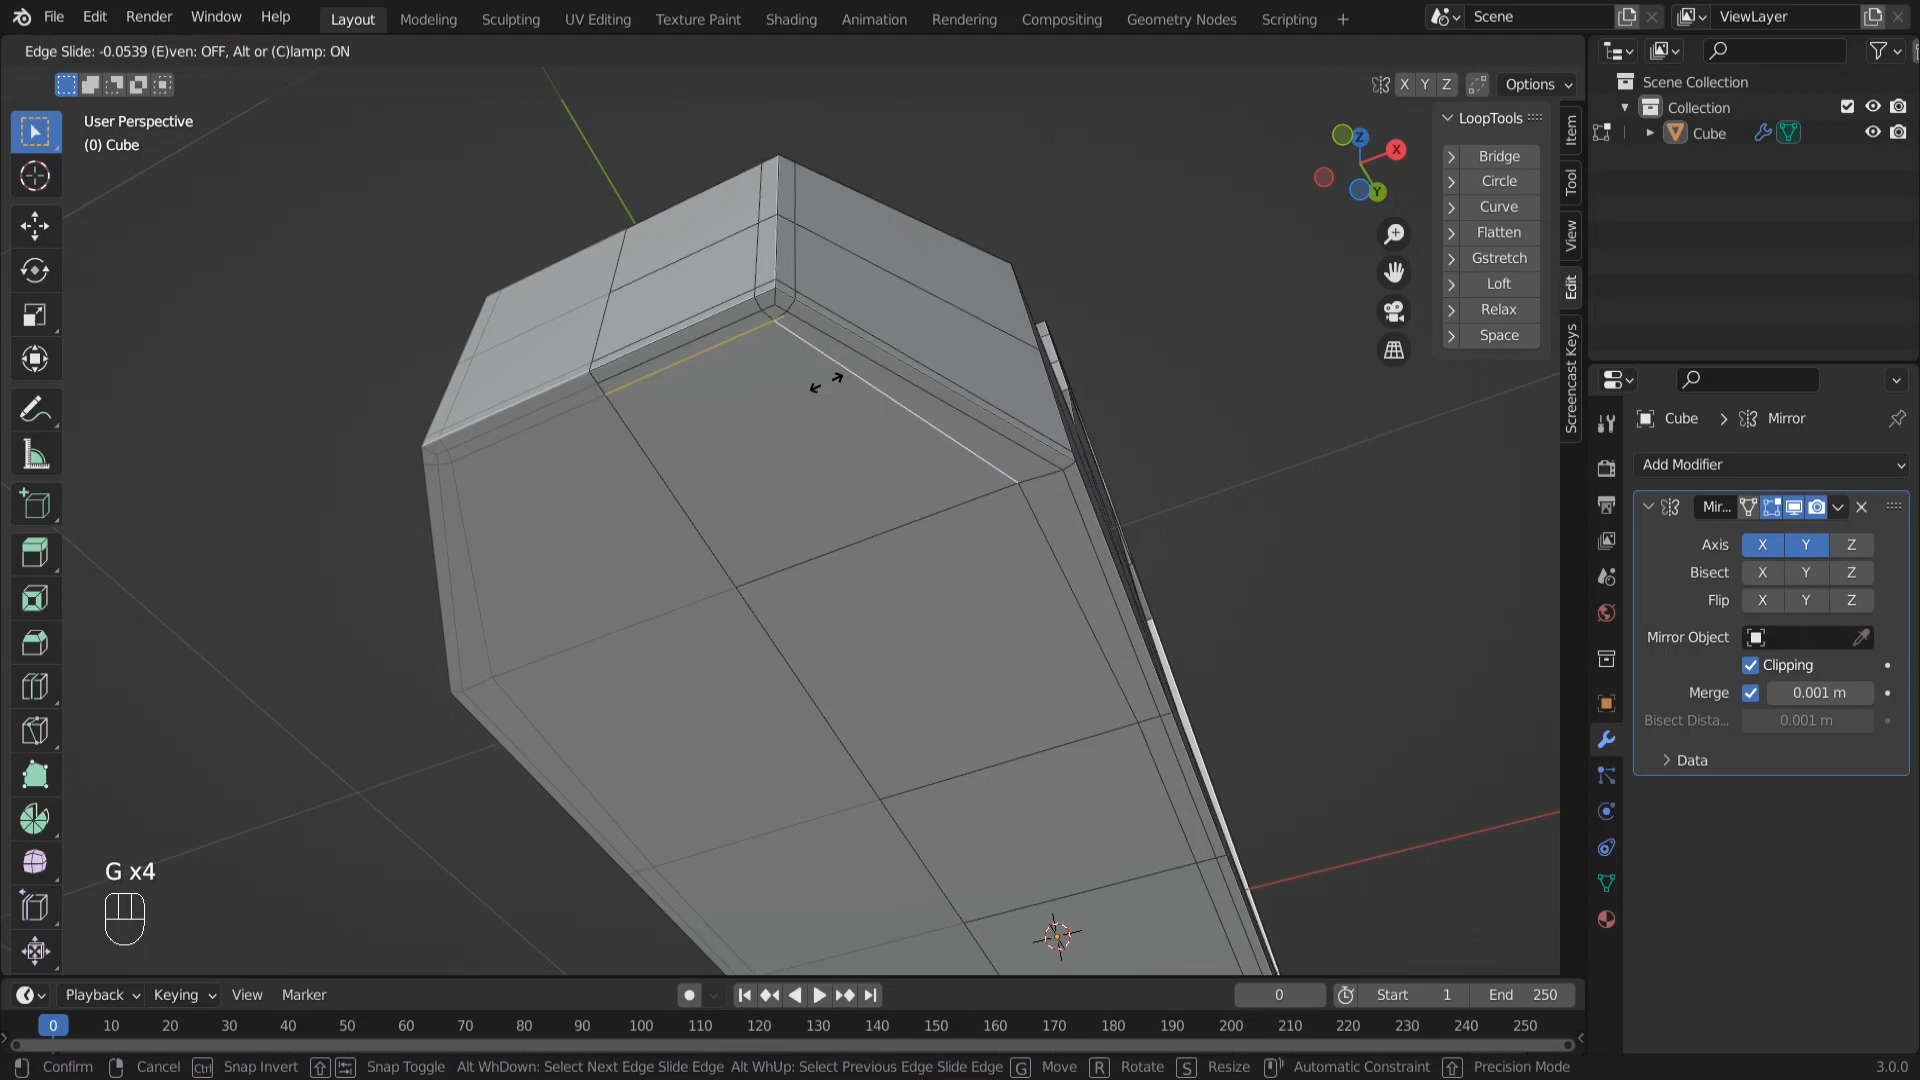 File Edit Render Window Help Layout Modeling Sculpting UV Editing Texture Paint Shading Animation Rendering Compositing Geometry Nodes Scripting + Scene ViewLayer
Edge Slide: -0.0539 (E)ven: OFF, Alt or (C)lamp: ON
X Y Z Options
User Perspective
(0) Cube
LoopTools
Bridge
Circle
Curve
Flatten
Gstretch
Loft
Relax
Space
Item
Tool
View
Edit
Screencast Keys
Z
X
Y
Scene Collection
Collection
Cube
Cube > Mirror
Add Modifier
Mir...
Axis X Y Z
Bisect X Y Z
Flip X Y Z
Mirror Object
Clipping
Merge 0.001 m
Bisect Dista... 0.001 m
Data
G x4
Playback Keying View Marker 0 Start 1 End 250
0 10 20 30 40 50 60 70 80 90 100 110 120 130 140 150 160 170 180 190 200 210 220 230 240 250
Confirm Cancel Ctrl Snap Invert Snap Toggle Alt WhDown: Select Next Edge Slide Edge Alt WhUp: Select Previous Edge Slide Edge G Move R Rotate S Resize Automatic Constraint Precision Mode 3.0.0